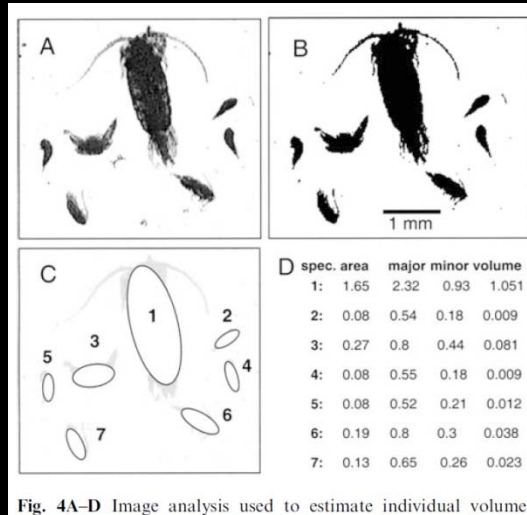 A
B
1 mm
C
1
2
3
4
5
6
7
D spec. area major minor volume
1: 1.65 2.32 0.93 1.051
2: 0.08 0.54 0.18 0.009
3: 0.27 0.8 0.44 0.081
4: 0.08 0.55 0.18 0.009
5: 0.08 0.52 0.21 0.012
6: 0.19 0.8 0.3 0.038
7: 0.13 0.65 0.26 0.023
Fig. 4A–D Image analysis used to estimate individual volume